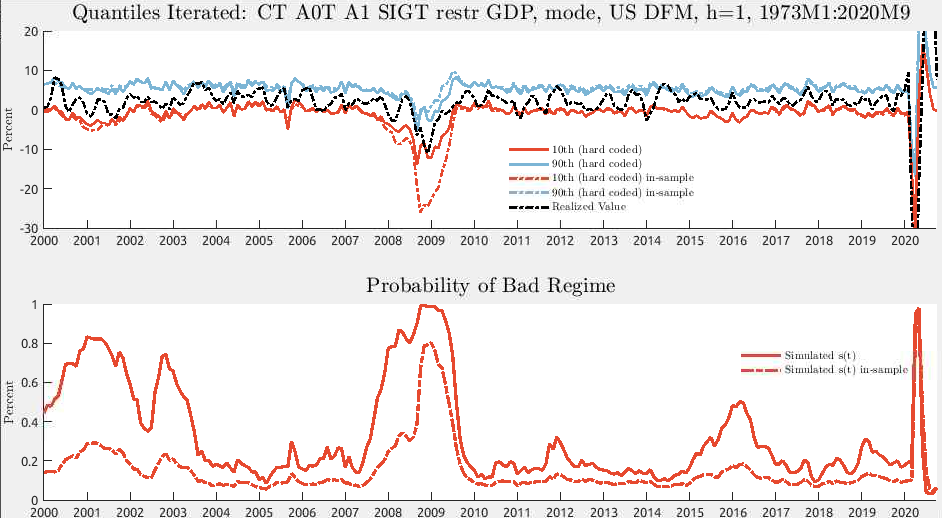 Quantiles Iterated: CT A0T A1 SIGT restr GDP, mode, US DFM, h=1, 1973M1:2020M9
20
10
0
-10
-20
-30
Percent
10th (hard coded)
90th (hard coded)
10th (hard coded) in-sample
90th (hard coded) in-sample
Realized Value
2000 2001 2002 2003 2004 2005 2006 2007 2008 2009 2010 2011 2012 2013 2014 2015 2016 2017 2018 2019 2020
Probability of Bad Regime
1
0.8
0.6
0.4
0.2
0
Percent
Simulated s(t)
Simulated s(t) in-sample
2000 2001 2002 2003 2004 2005 2006 2007 2008 2009 2010 2011 2012 2013 2014 2015 2016 2017 2018 2019 2020